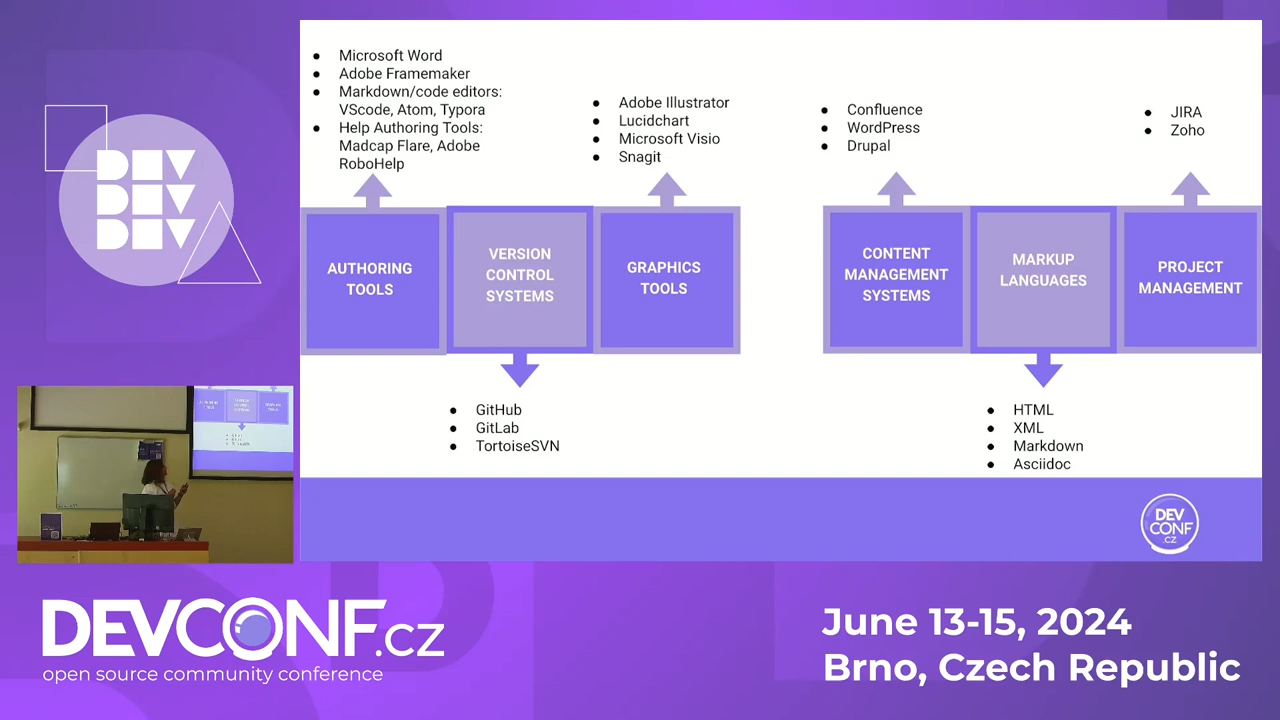 DEV
DEV
DEV
● Microsoft Word
● Adobe Framemaker
● Markdown/code editors:
VScode, Atom, Typora
● Help Authoring Tools:
Madcap Flare, Adobe
RoboHelp
● Adobe Illustrator
● Lucidchart
● Microsoft Visio
● Snagit
● Confluence
● WordPress
● Drupal
● JIRA
● Zoho
AUTHORING
TOOLS
VERSION
CONTROL
SYSTEMS
GRAPHICS
TOOLS
CONTENT
MANAGEMENT
SYSTEMS
MARKUP
LANGUAGES
PROJECT
MANAGEMENT
● GitHub
● GitLab
● TortoiseSVN
● HTML
● XML
● Markdown
● Asciidoc
DEV
CONF
.CZ
DEVCONF.cz
open source community conference
June 13-15, 2024
Brno, Czech Republic